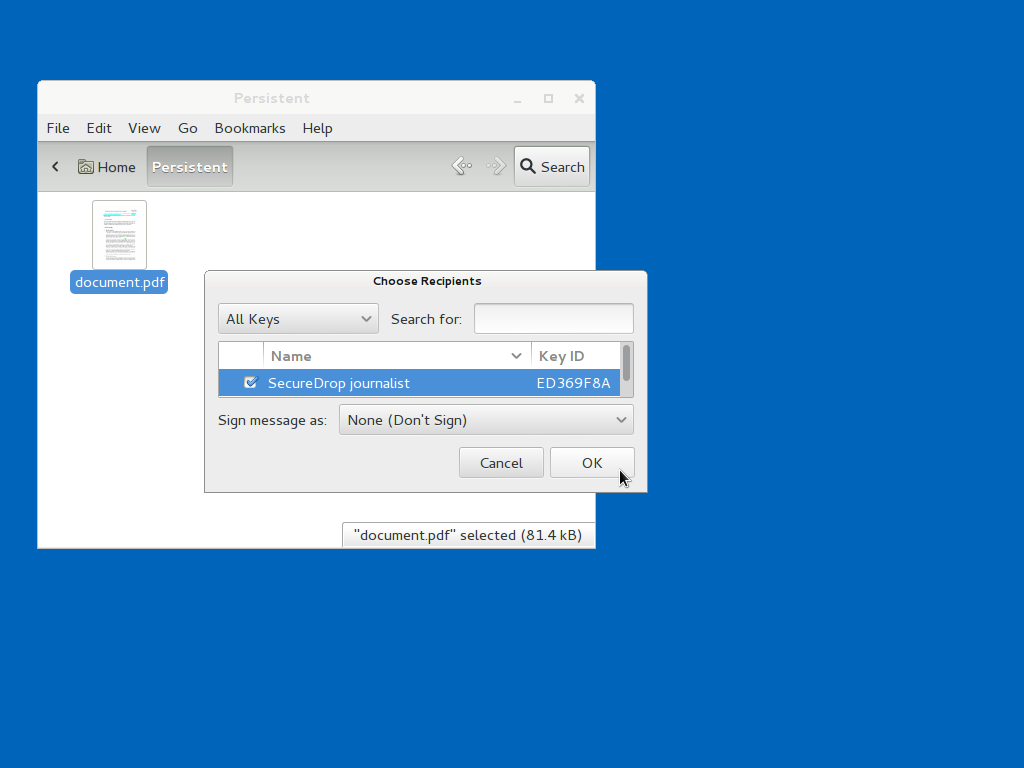 Persistent
File Edit View Go Bookmarks Help
Home Persistent Search
document.pdf
Choose Recipients
All Keys Search for:
Name Key ID
SecureDrop journalist ED369F8A
Sign message as: None (Don't Sign)
Cancel OK
"document.pdf" selected (81.4 kB)